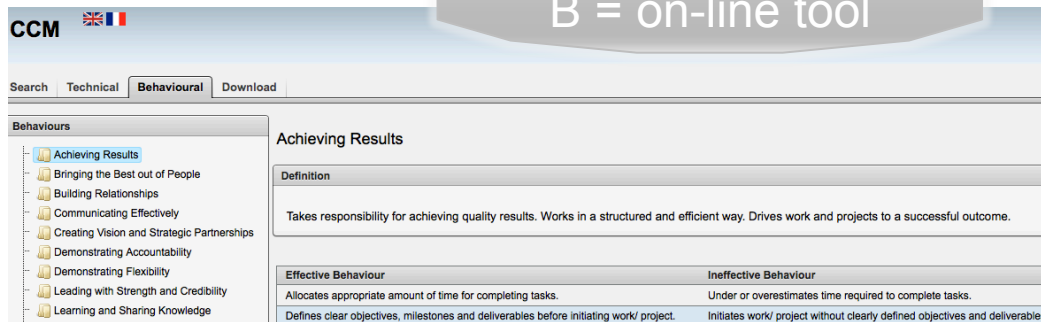 B = on-line tool
CCM
Search Technical Behavioural Download
Behaviours
Achieving Results
Bringing the Best out of People
Building Relationships
Communicating Effectively
Creating Vision and Strategic Partnerships
Demonstrating Accountability
Demonstrating Flexibility
Leading with Strength and Credibility
Learning and Sharing Knowledge
Achieving Results
Definition
Takes responsibility for achieving quality results. Works in a structured and efficient way. Drives work and projects to a successful outcome.
Effective Behaviour Ineffective Behaviour
Allocates appropriate amount of time for completing tasks. Under or overestimates time required to complete tasks.
Defines clear objectives, milestones and deliverables before initiating work/ project. Initiates work/ project without clearly defined objectives and deliverable